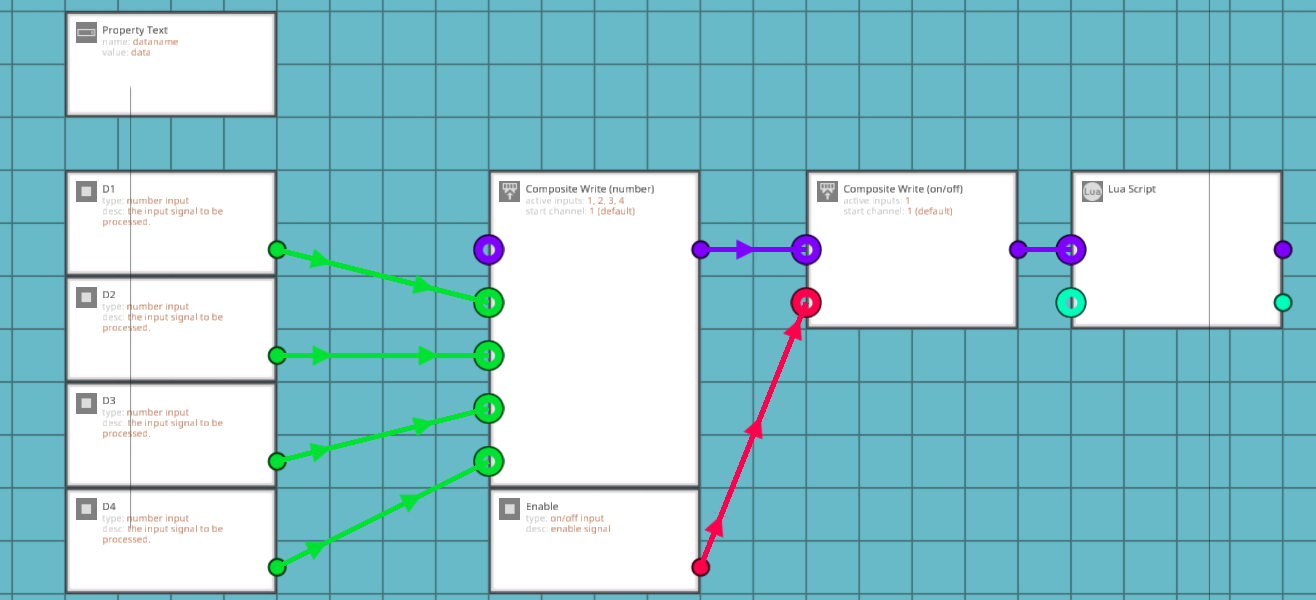 Property Text
name: dataname
value: data
D1
type: number input
desc: the input signal to be
processed.
D2
type: number input
desc: the input signal to be
processed.
D3
type: number input
desc: the input signal to be
processed.
D4
type: number input
desc: the input signal to be
processed.
Composite Write (number)
active inputs: 1, 2, 3, 4
start channel: 1 (default)
Enable
type: on/off input
desc: enable signal
Composite Write (on/off)
active inputs: 1
start channel: 1 (default)
Lua
Lua Script